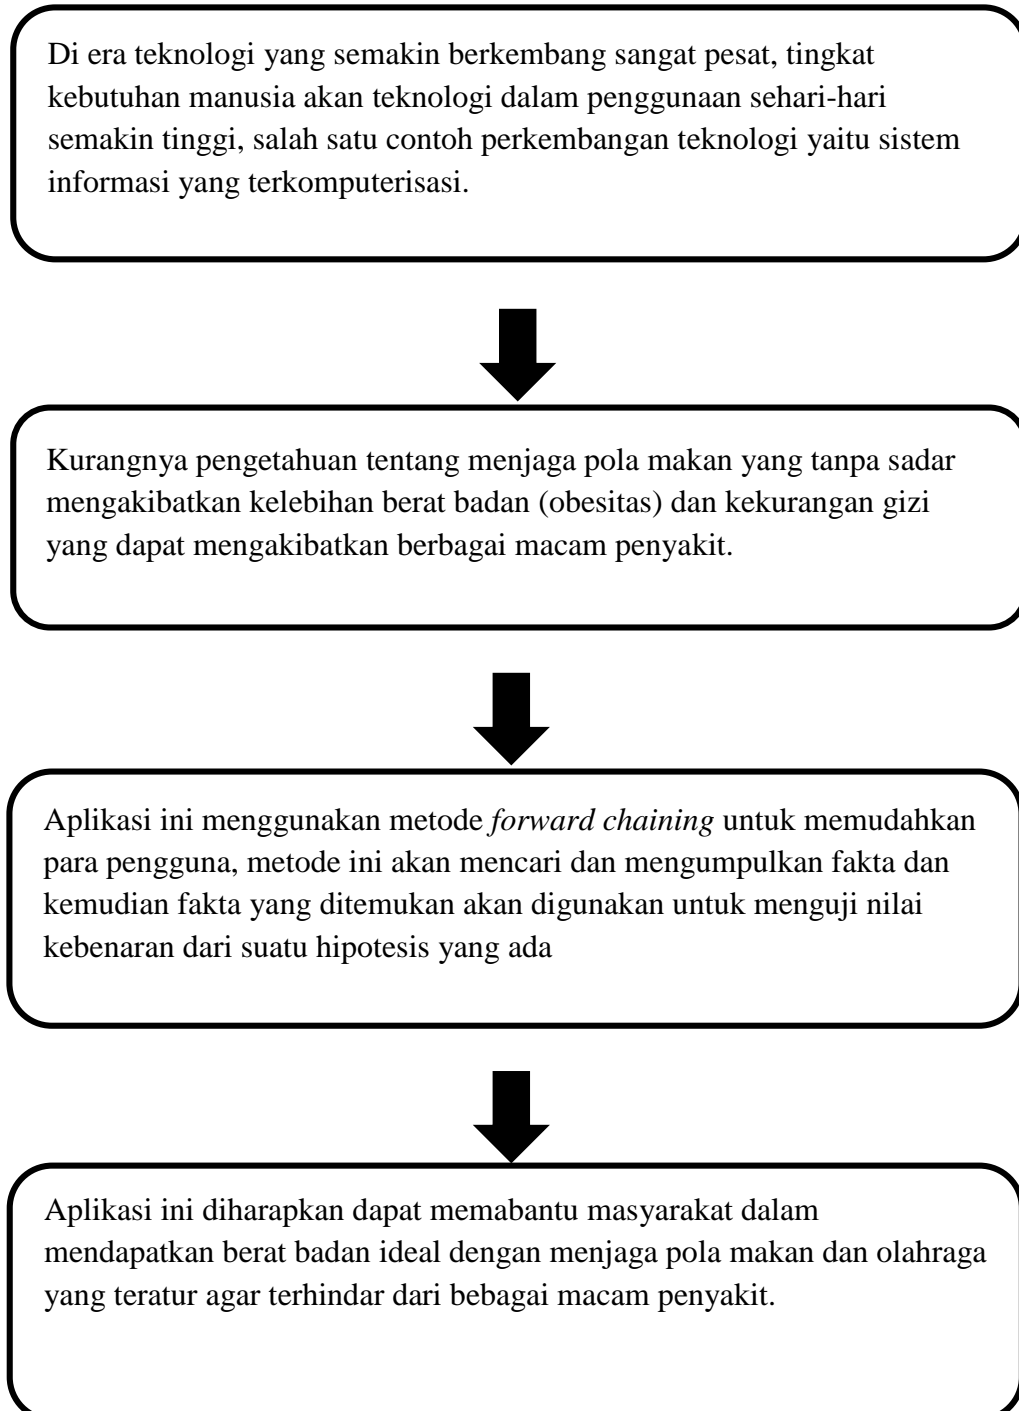 Di era teknologi yang semakin berkembang sangat pesat, tingkat
kebutuhan manusia akan teknologi dalam penggunaan sehari-hari
semakin tinggi, salah satu contoh perkembangan teknologi yaitu sistem
informasi yang terkomputerisasi.
Kurangnya pengetahuan tentang menjaga pola makan yang tanpa sadar
mengakibatkan kelebihan berat badan (obesitas) dan kekurangan gizi
yang dapat mengakibatkan berbagai macam penyakit.
Aplikasi ini menggunakan metode forward chaining untuk memudahkan
para pengguna, metode ini akan mencari dan mengumpulkan fakta dan
kemudian fakta yang ditemukan akan digunakan untuk menguji nilai
kebenaran dari suatu hipotesis yang ada
Aplikasi ini diharapkan dapat memabantu masyarakat dalam
mendapatkan berat badan ideal dengan menjaga pola makan dan olahraga
yang teratur agar terhindar dari bebagai macam penyakit.